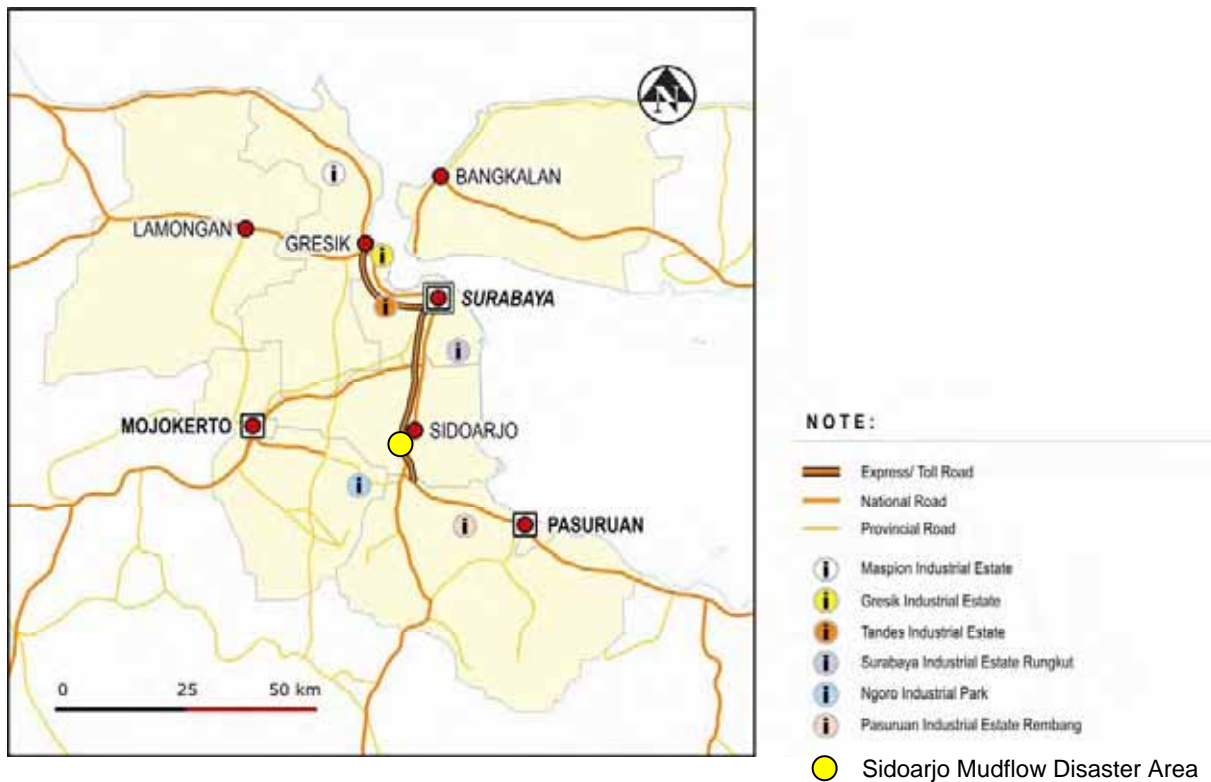 N
BANGKALAN
LAMONGAN
GRESIK
SURABAYA
MOJOKERTO
SIDOARJO
PASURUAN
0 25 50 km
NOTE:
Express/ Toll Road
National Road
Provincial Road
i Maspion Industrial Estate
i Gresik Industrial Estate
i Tandes Industrial Estate
i Surabaya Industrial Estate Rungkut
i Ngoro Industrial Park
i Pasuruan Industrial Estate Rembang
Sidoarjo Mudflow Disaster Area